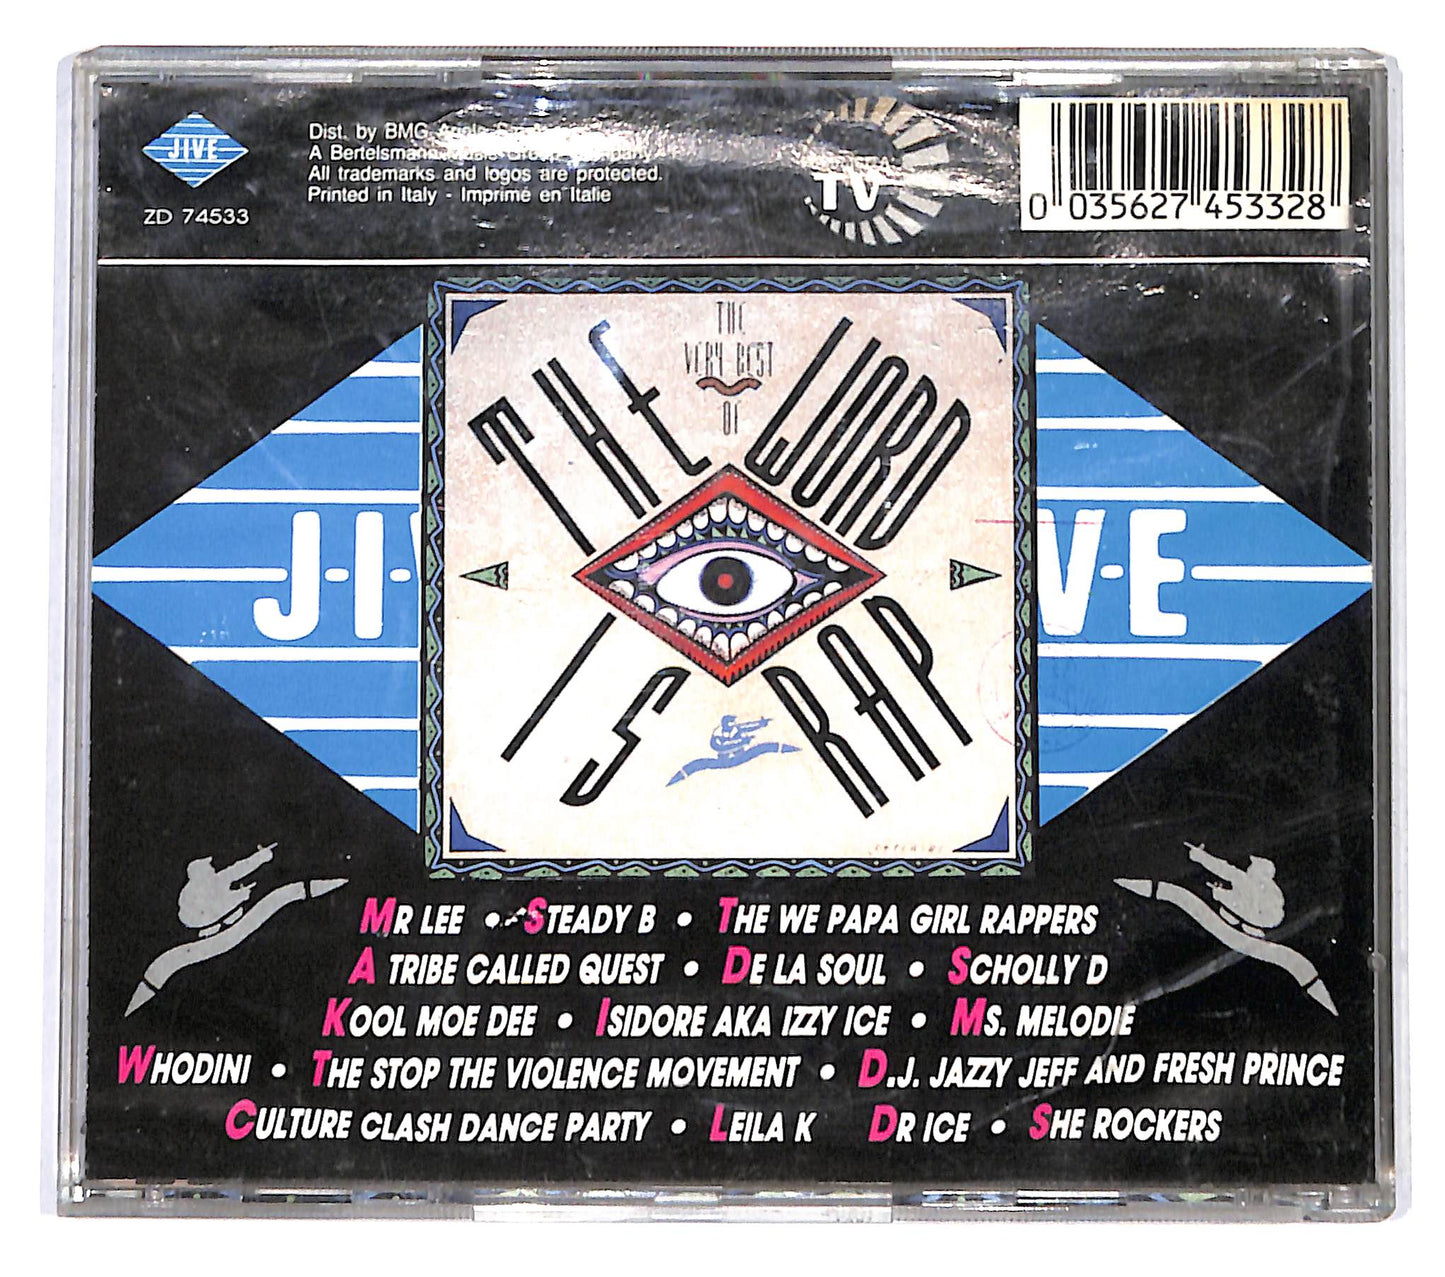 JIVE
ZD 74533
Dist. by BMG
A Bertelsmann Music Group Company
All trademarks and logos are protected.
Printed in Italy - Imprimé en Italie
TV
0 035627 453328
THE
VERY BEST
OF
THE WORD
IS RAP
J-I-V
V-E
MR LEE • STEADY B • THE WE PAPA GIRL RAPPERS
A TRIBE CALLED QUEST • DE LA SOUL • SCHOLLY D
KOOL MOE DEE • ISIDORE AKA IZZY ICE • MS. MELODIE
WHODINI • THE STOP THE VIOLENCE MOVEMENT • D.J. JAZZY JEFF AND FRESH PRINCE
CULTURE CLASH DANCE PARTY • LEILA K DR ICE • SHE ROCKERS